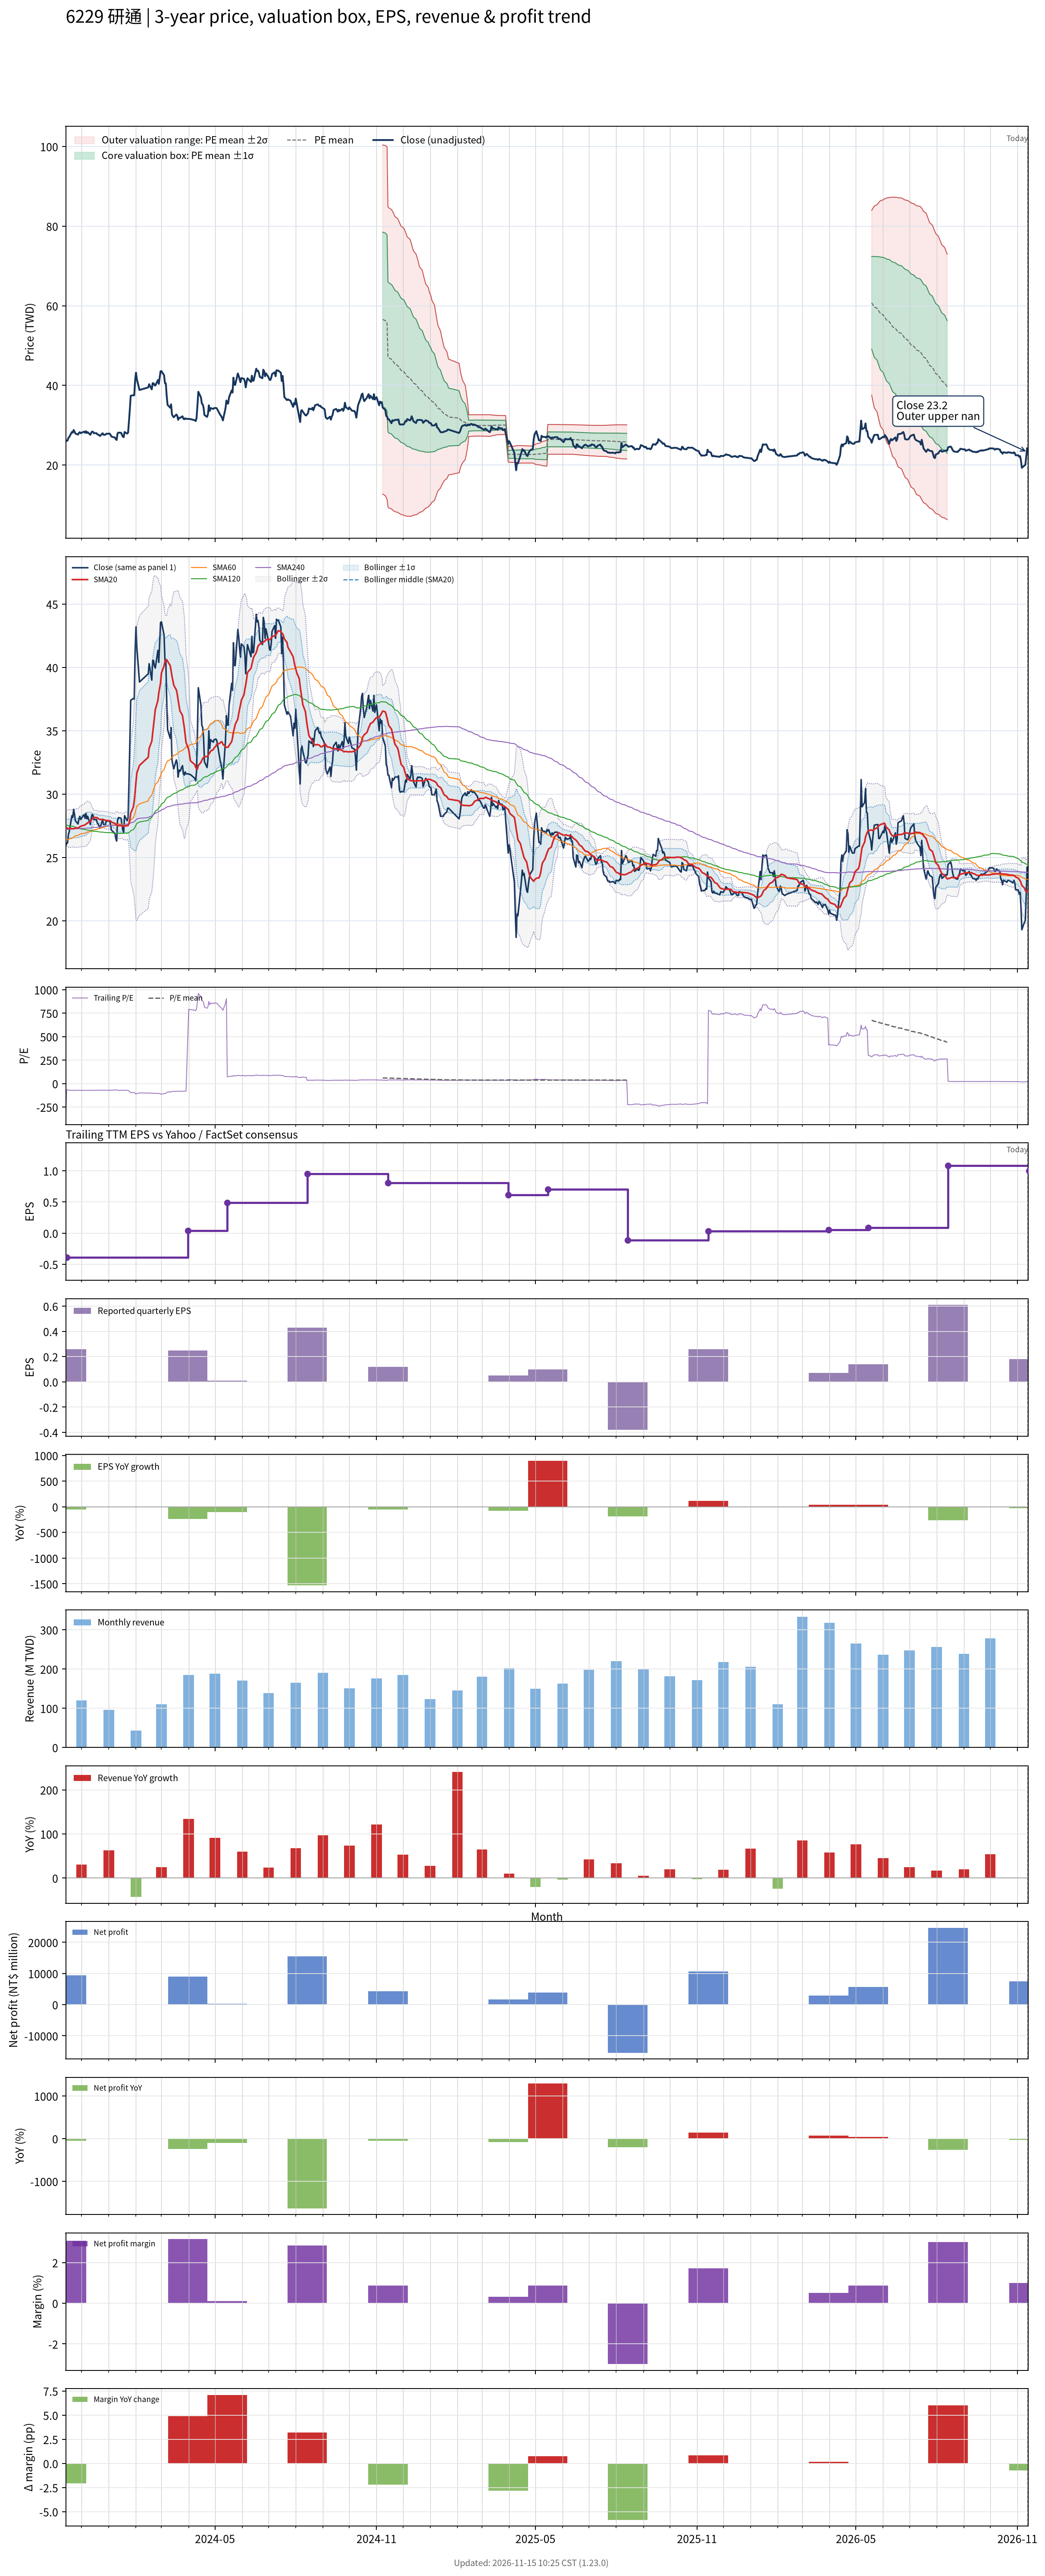 6229 研通 | 3-year price, valuation box, EPS, revenue & profit trend
Outer valuation range: PE mean ±2σ
PE mean
Close (unadjusted)
Core valuation box: PE mean ±1σ
Today
Price (TWD)
100
80
60
40
20
Close 23.2
Outer upper nan
Close (same as panel 1)
SMA20
SMA60
SMA120
SMA240
Bollinger ±2σ
Bollinger ±1σ
Bollinger middle (SMA20)
Price
45
40
35
30
25
20
Trailing P/E
P/E mean
P/E
1000
750
500
250
0
-250
Trailing TTM EPS vs Yahoo / FactSet consensus
Today
EPS
1.0
0.5
0.0
-0.5
Reported quarterly EPS
EPS
0.6
0.4
0.2
0.0
-0.2
-0.4
EPS YoY growth
YoY (%)
1000
500
0
-500
-1000
-1500
Monthly revenue
Revenue (M TWD)
300
200
100
0
Revenue YoY growth
YoY (%)
200
100
0
Month
Net profit
Net profit (NT$ million)
20000
10000
0
-10000
Net profit YoY
YoY (%)
1000
0
-1000
Net profit margin
Margin (%)
2
0
-2
Margin YoY change
Δ margin (pp)
7.5
5.0
2.5
0.0
-2.5
-5.0
2024-05
2024-11
2025-05
2025-11
2026-05
2026-11
Updated: 2026-11-15 10:25 CST (1.23.0)